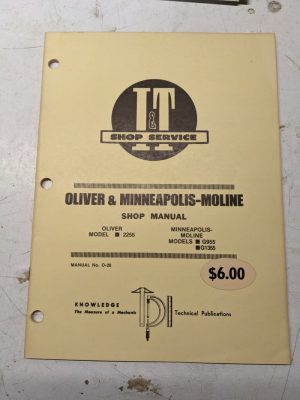 I&T
SHOP SERVICE
OLIVER & MINNEAPOLIS-MOLINE
SHOP MANUAL
OLIVER
MODEL ■ 2255
MINNEAPOLIS-
MOLINE
MODELS ■ G955
■ G1355
MANUAL No. O-26
$6.00
KNOWLEDGE
The Measure of a Mechanic
Technical Publications